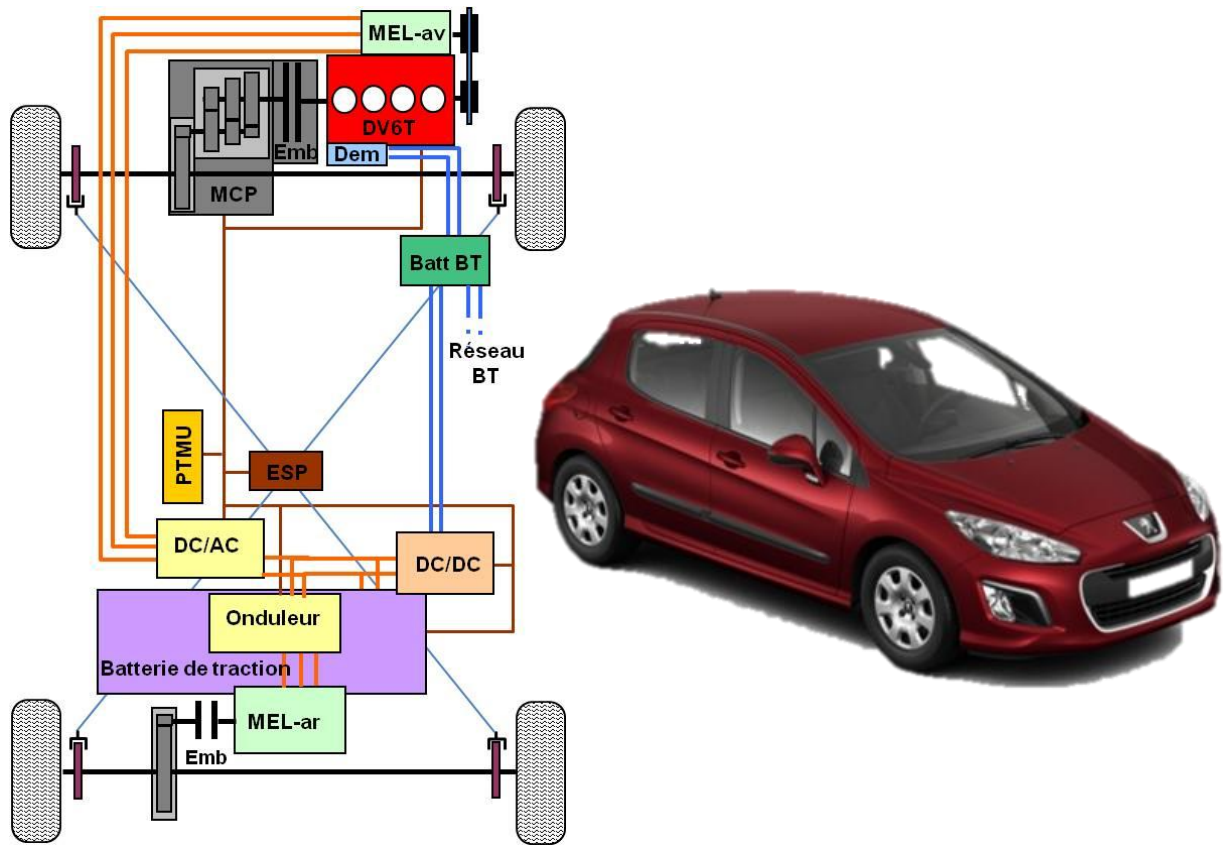 MEL-av
DV6T
Emb
Dem
MCP
Batt BT
Réseau
BT
PTMU
ESP
DC/AC
DC/DC
Onduleur
Batterie de traction
MEL-ar
Emb